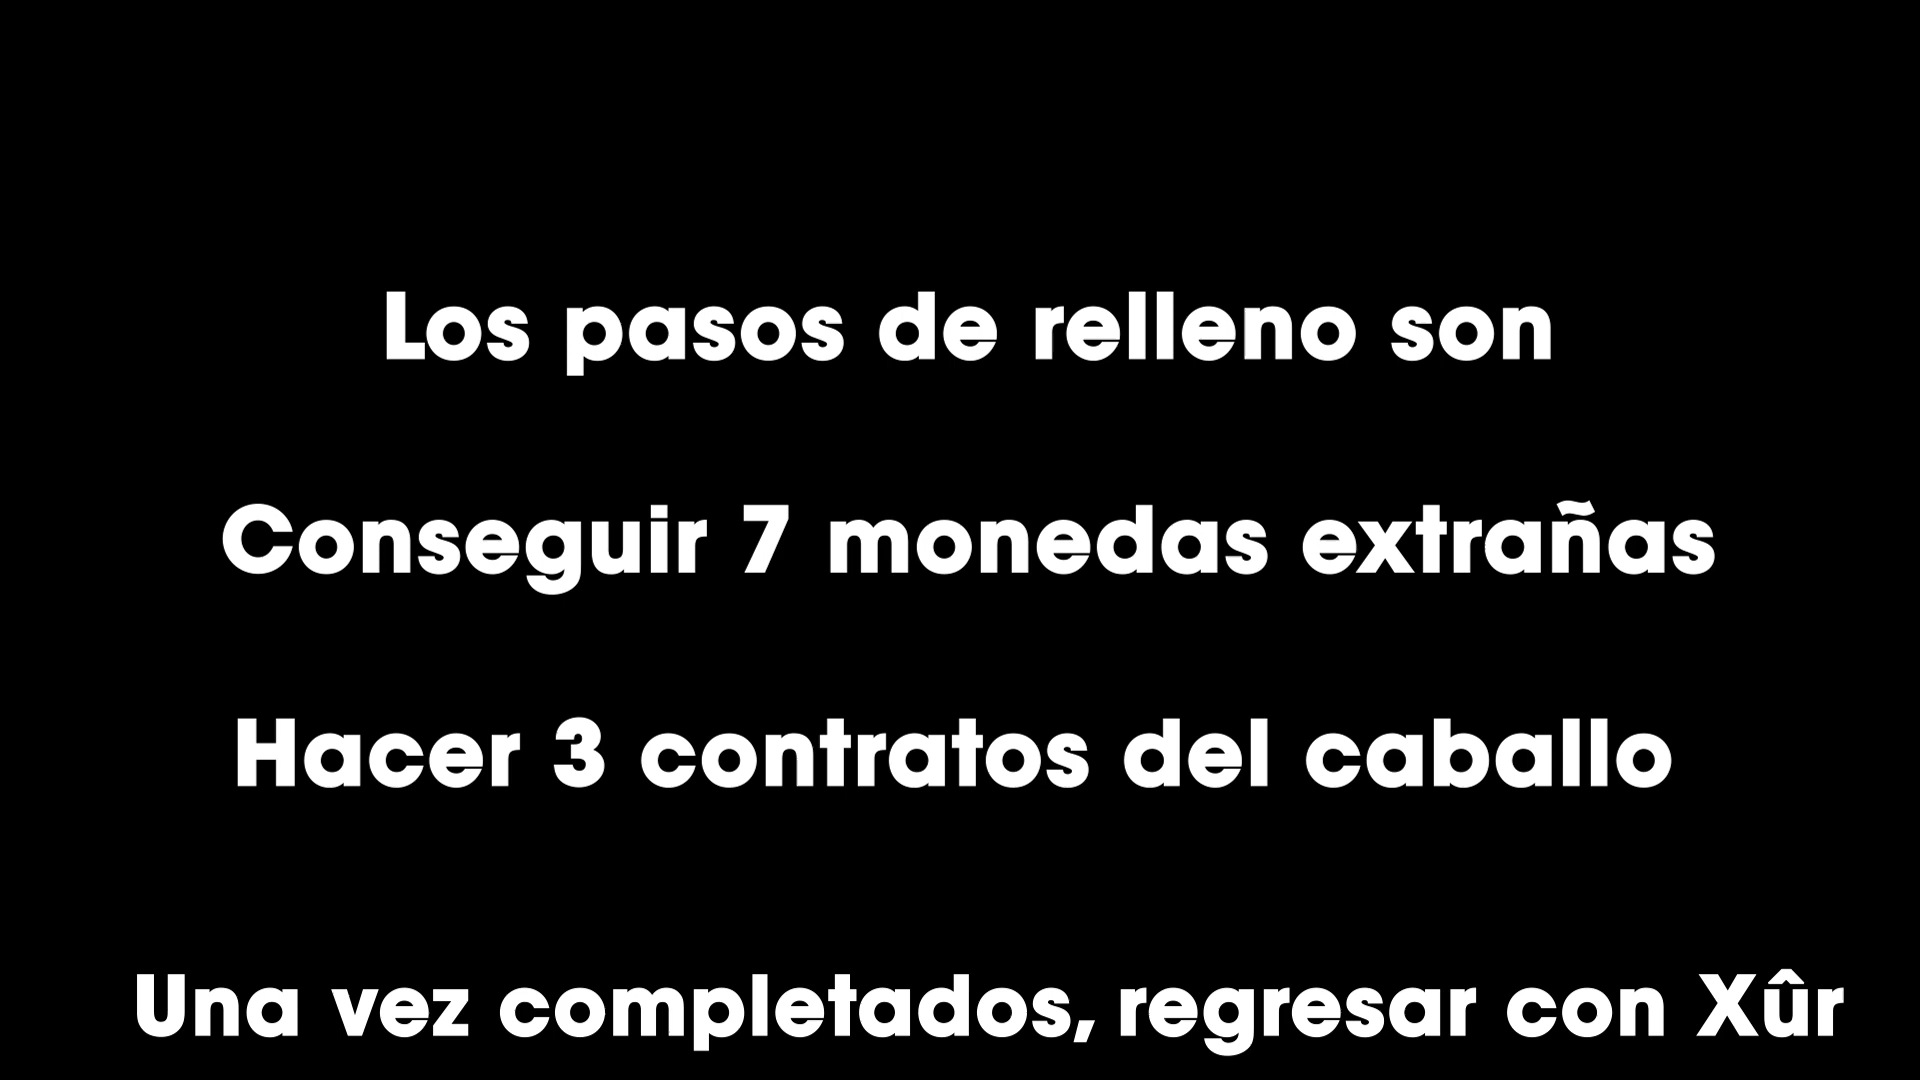 Los pasos de relleno son
Conseguir 7 monedas extrañas
Hacer 3 contratos del caballo
Una vez completados, regresar con Xûr